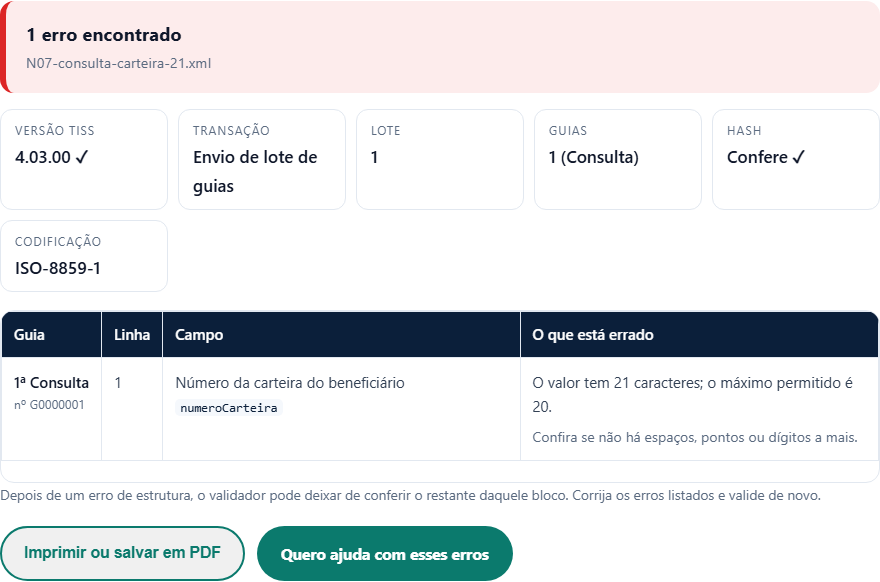 1 erro encontrado
N07-consulta-carteira-21.xml
VERSÃO TISS
4.03.00 ✓
TRANSAÇÃO
Envio de lote de
guias
LOTE
1
GUIAS
1 (Consulta)
HASH
Confere ✓
CODIFICAÇÃO
ISO-8859-1
Guia Linha Campo O que está errado
1ª Consulta 1 Número da carteira do beneficiário O valor tem 21 caracteres; o máximo permitido é
nº G0000001 numeroCarteira 20.
Confira se não há espaços, pontos ou dígitos a mais.
Depois de um erro de estrutura, o validador pode deixar de conferir o restante daquele bloco. Corrija os erros listados e valide de novo.
Imprimir ou salvar em PDF Quero ajuda com esses erros